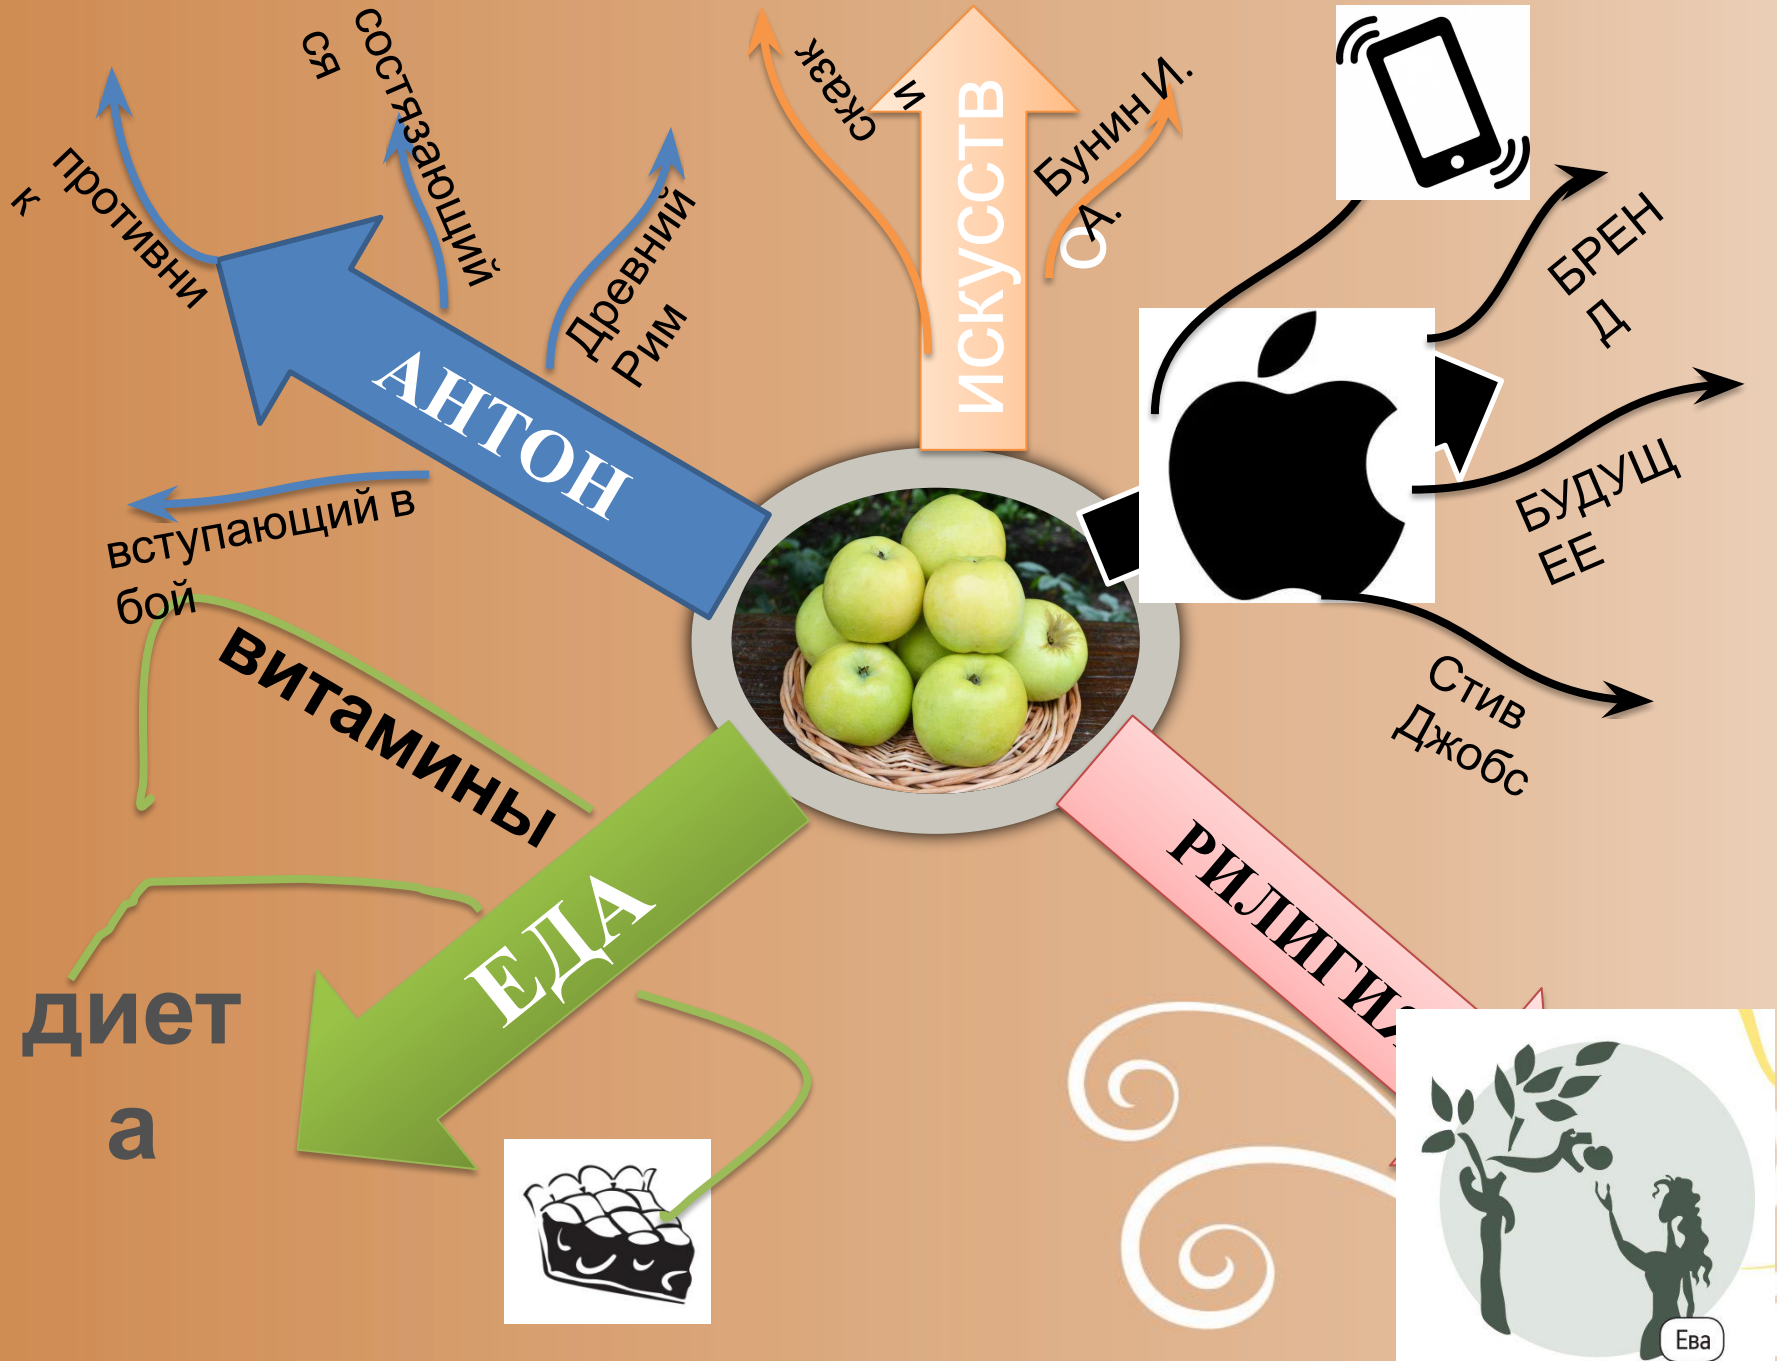 противни
к
состязающий
ся
Древний
Рим
АНТОН
вступающий в
бой
сказк
и
искусств
о
Бунин И.
А.
БРЕН
Д
БУДУЩ
ЕЕ
Стив
Джобс
витамины
ЕДА
диет
а
РИЛИГИЯ
Ева